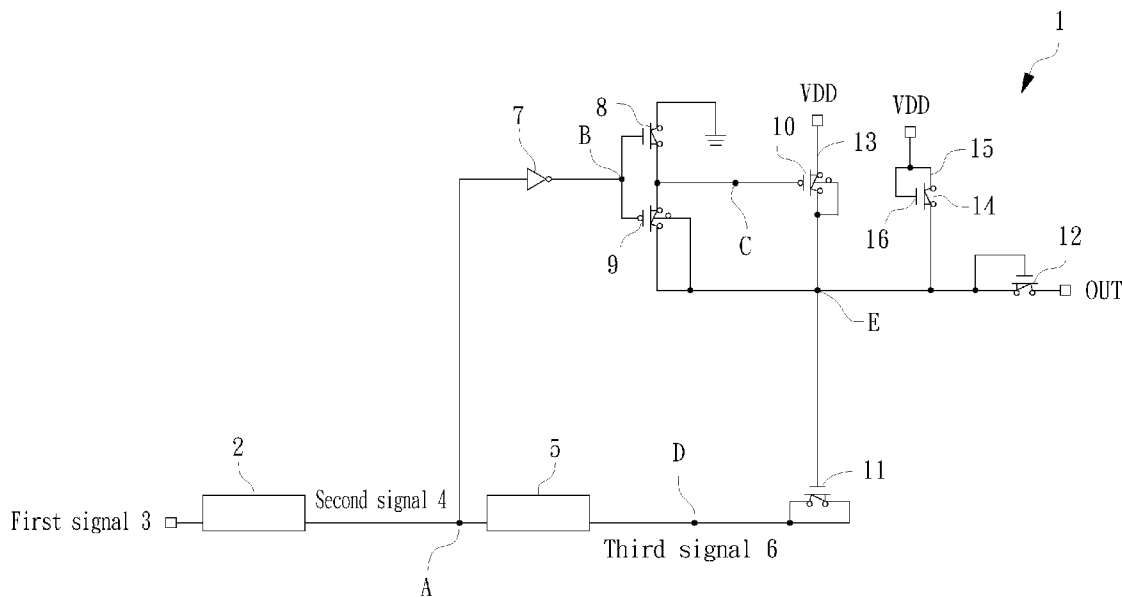 1
VDD
VDD
8
10
13
7
B
15
14
16
C
9
12
OUT
E
2
5
D
11
Second signal 4
First signal 3
Third signal 6
A